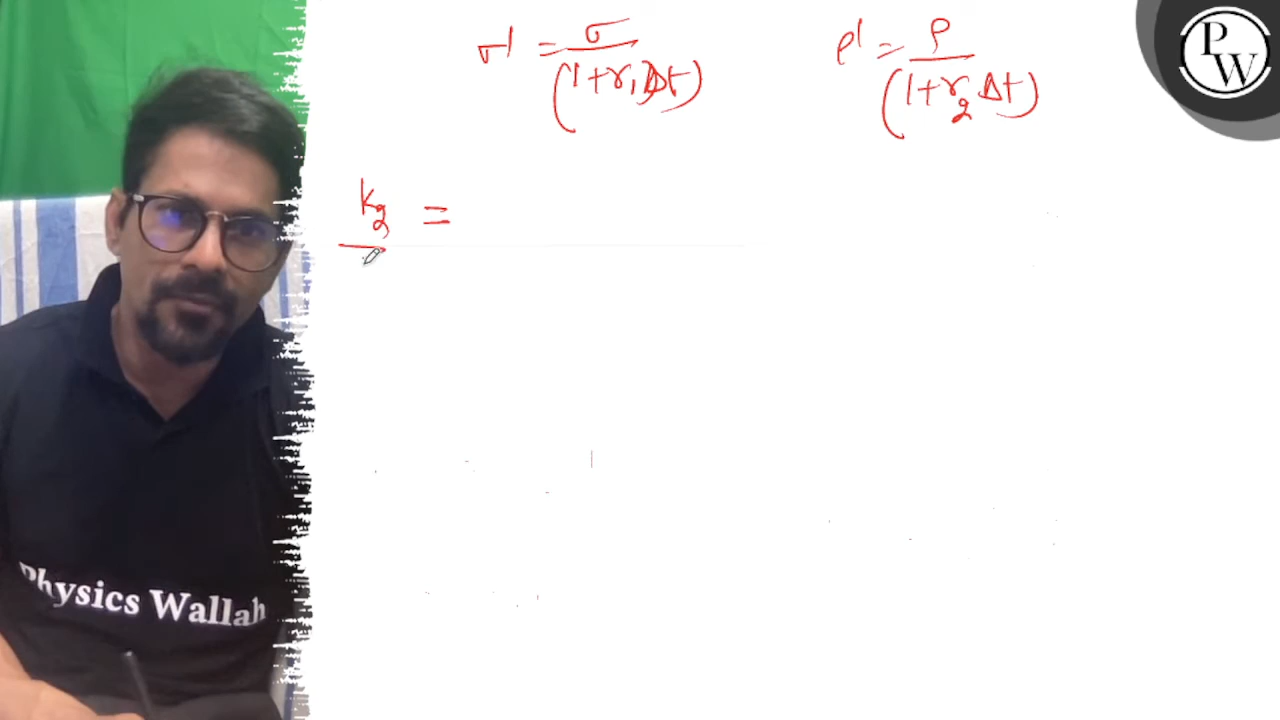 σ' = σ/(1+γ₁Δt)
ρ' = ρ/(1+γ₂Δt)
PW
k₂ =
Physics Wallah